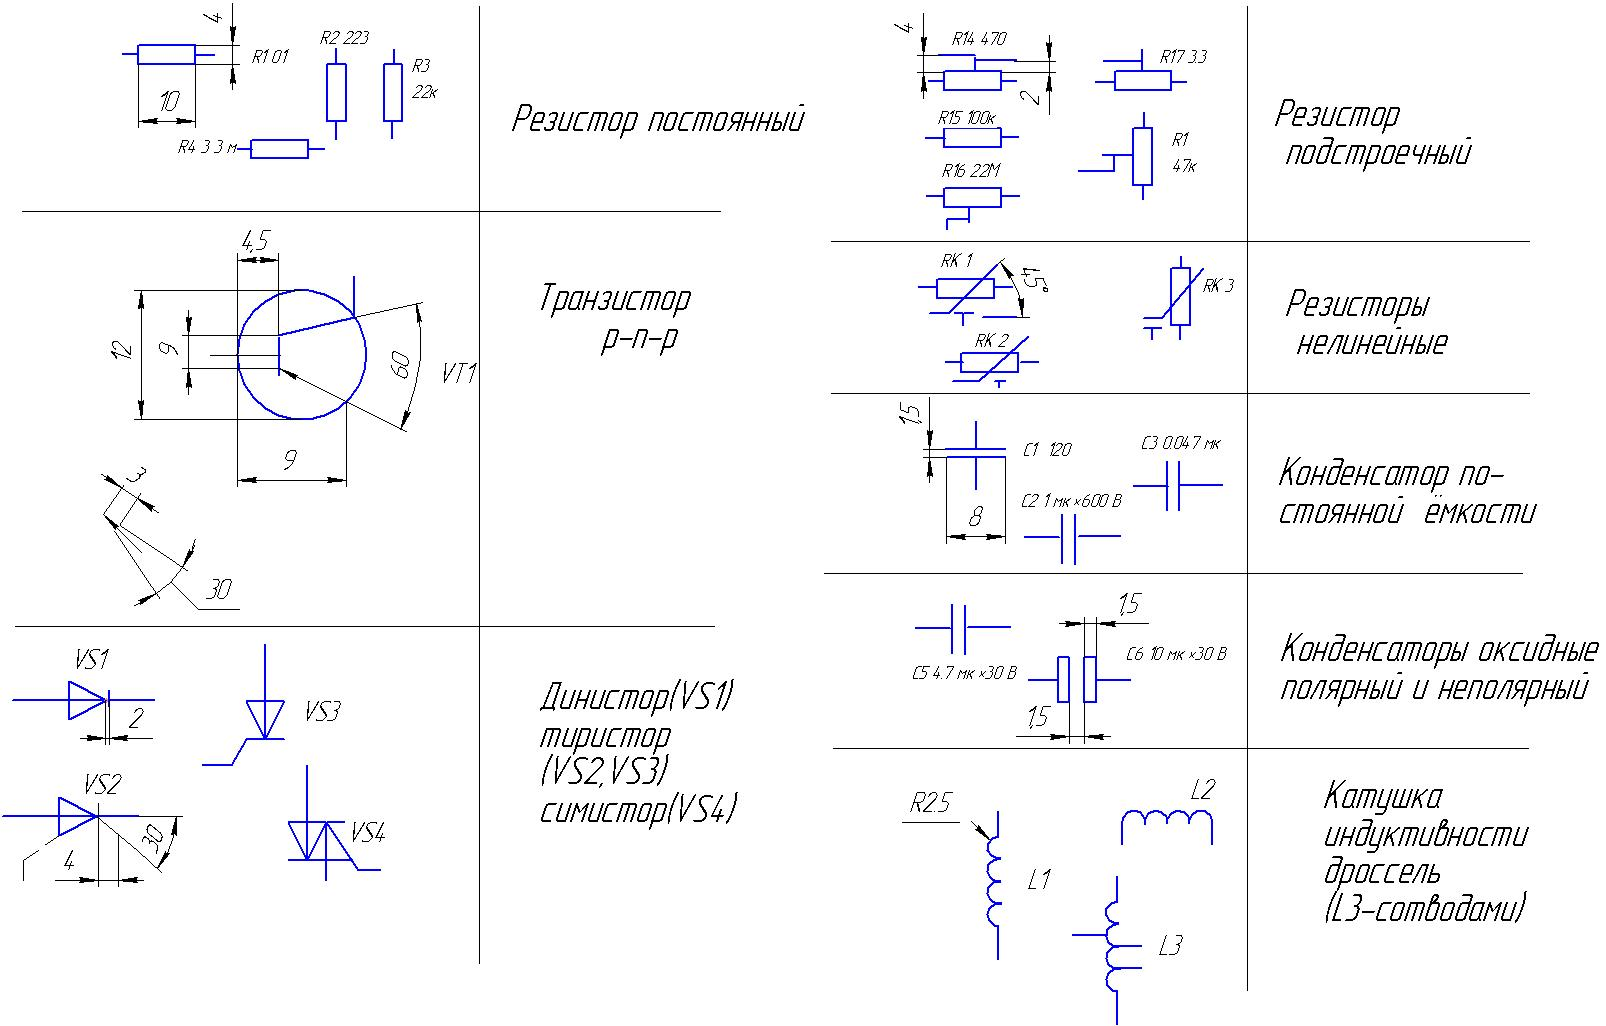 4
10
R1 01
R2 223
R3
22к
R4 3.3 м
Резистор постоянный
4,5
12
9
60
VT1
9
3
30
Транзистор
p-n-p
VS1
2
VS2
4
30
VS3
VS4
Динистор(VS1)
тиристор
(VS2,VS3)
симистор(VS4)
4
R14 470
2
R17 3.3
R15 100к
R16 22М
R1
47к
Резистор
подстроечный
RK 1
45°
RK 2
RK 3
Резисторы
нелинейные
1,5
8
C1 120
C2 1 мк ×600 В
C3 0.047 мк
Конденсатор по-
стоянной ёмкости
C5 4.7 мк ×30 В
1,5
1,5
C6 10 мк ×30 В
Конденсаторы оксидные
полярный и неполярный
R2.5
L1
L2
L3
Катушка
индуктивности
дроссель
(L3-сотводами)